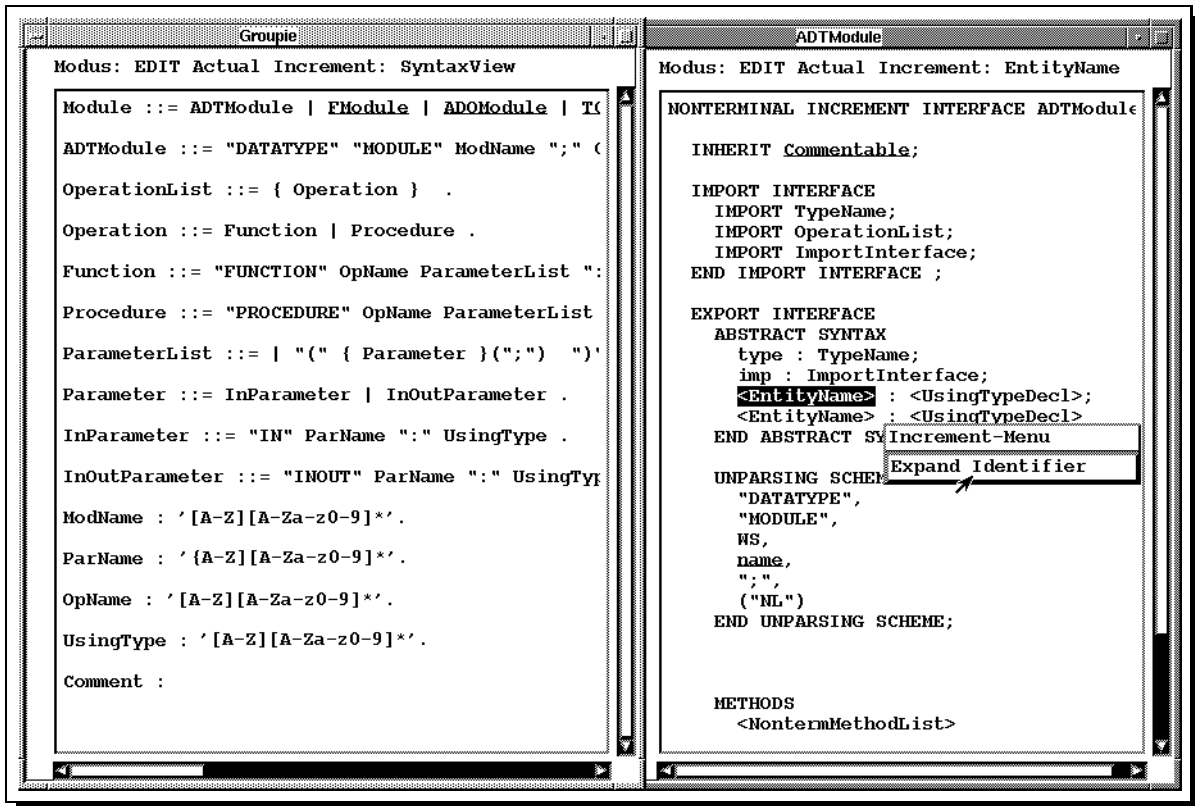 Groupie
Modus: EDIT Actual Increment: SyntaxView
Module ::= ADTModule | FModule | ADOModule |
ADTModule ::= "DATATYPE" "MODULE" ModName ";"
OperationList ::= { Operation } .
Operation ::= Function | Procedure .
Function ::= "FUNCTION" OpName ParameterList ":
Procedure ::= "PROCEDURE" OpName ParameterList
ParameterList ::= | "(" { Parameter }(";") ")"
Parameter ::= InParameter | InOutParameter .
InParameter ::= "IN" ParName ":" UsingType .
InOutParameter ::= "INOUT" ParName ":" UsingTyp
ModName : '[A-Z][A-Za-z0-9]*'.
ParName : '{A-Z][A-Za-z0-9]*'.
OpName : '[A-Z][A-Za-z0-9]*'.
UsingType : '[A-Z][A-Za-z0-9]*'.
Comment :
ADTModule
Modus: EDIT Actual Increment: EntityName
NONTERMINAL INCREMENT INTERFACE ADTModule
INHERIT Commentable;
IMPORT INTERFACE
IMPORT TypeName;
IMPORT OperationList;
IMPORT ImportInterface;
END IMPORT INTERFACE ;
EXPORT INTERFACE
ABSTRACT SYNTAX
type : TypeName;
imp : ImportInterface;
<EntityName> : <UsingTypeDecl>;
<EntityName> : <UsingTypeDecl>
END ABSTRACT SY
Increment-Menu
Expand Identifier
UNPARSING SCHEM
"DATATYPE",
"MODULE",
WS,
name,
";",
("NL")
END UNPARSING SCHEME;
METHODS
<NontermMethodList>